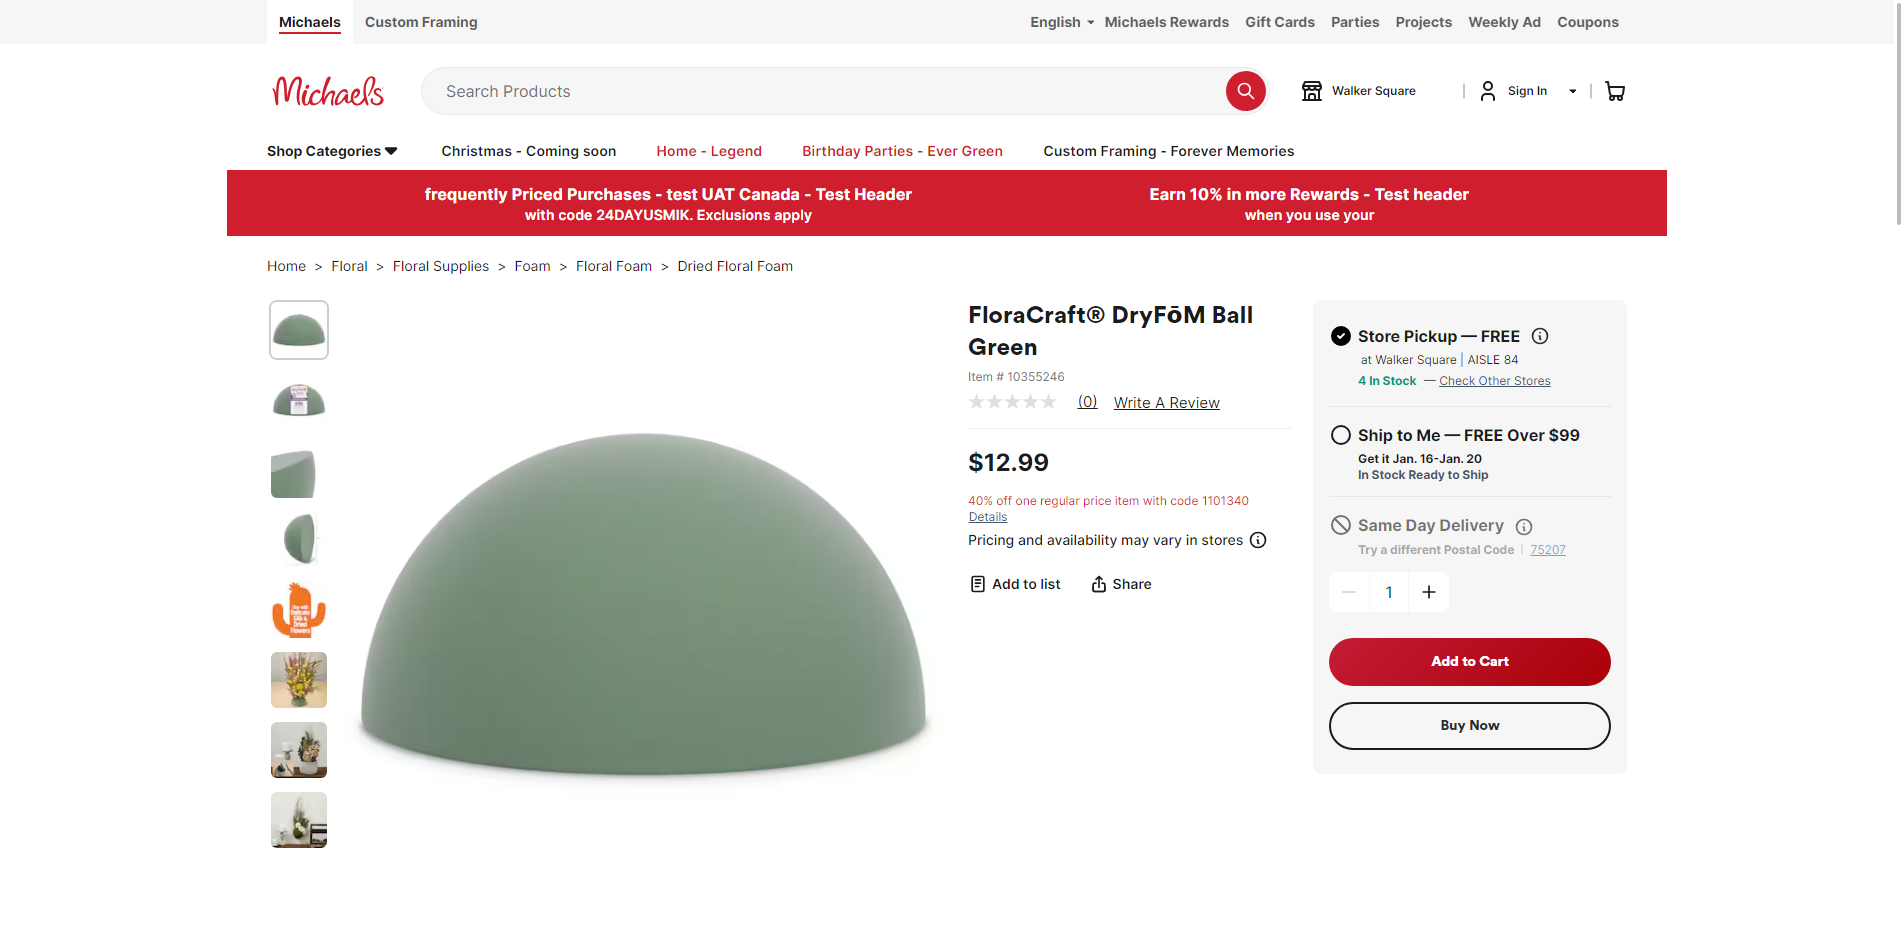 Michaels
Custom Framing
English
Michaels Rewards
Gift Cards
Parties
Projects
Weekly Ad
Coupons
Michaels
Search Products
Walker Square
Sign In
Shop Categories
Christmas - Coming soon
Home - Legend
Birthday Parties - Ever Green
Custom Framing - Forever Memories
frequently Priced Purchases - test UAT Canada - Test Header
with code 24DAYUSMIK. Exclusions apply
Earn 10% in more Rewards - Test header
when you use your
Home > Floral > Floral Supplies > Foam > Floral Foam > Dried Floral Foam
FloraCraft® DryFōM Ball
Green
Item # 10355246
(0)
Write A Review
$12.99
40% off one regular price item with code 1101340
Details
Pricing and availability may vary in stores
Add to list
Share
Store Pickup — FREE
at Walker Square | AISLE 84
4 In Stock — Check Other Stores
Ship to Me — FREE Over $99
Get it Jan. 16-Jan. 20
In Stock Ready to Ship
Same Day Delivery
Try a different Postal Code | 75207
1
Add to Cart
Buy Now
Use with
Delicate
Silk &
Dried
Flowers